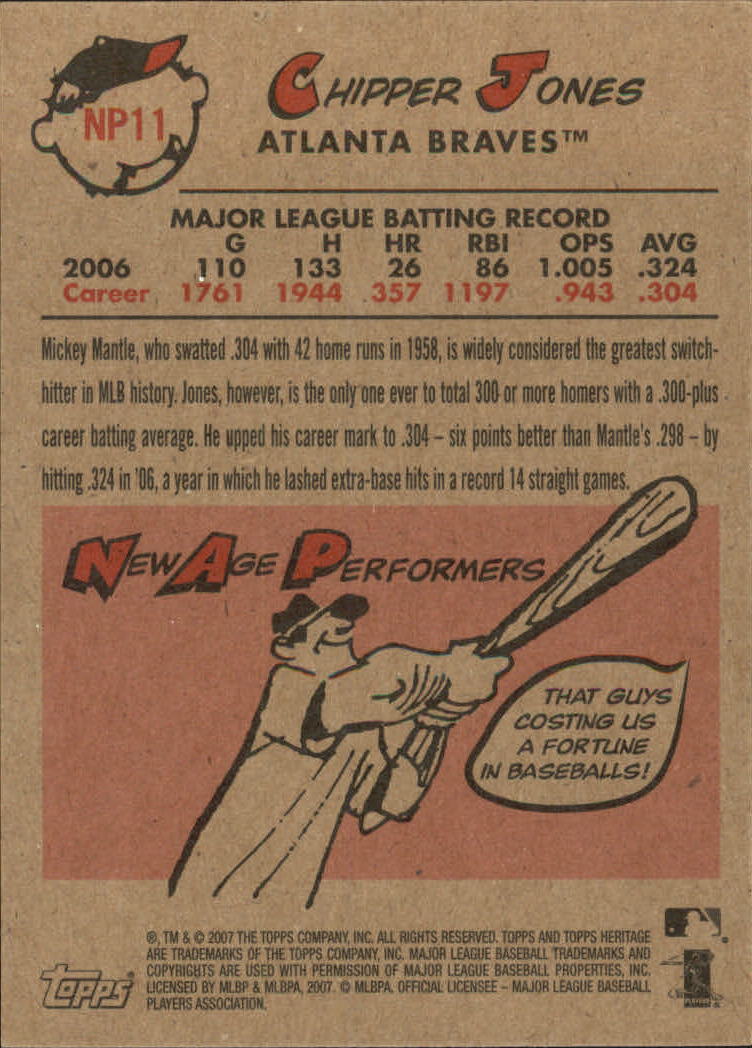 NP11
CHIPPER JONES
ATLANTA BRAVES™
MAJOR LEAGUE BATTING RECORD
G H HR RBI OPS AVG
2006 110 133 26 86 1.005 .324
Career 1761 1944 357 1197 .943 .304
Mickey Mantle, who swatted .304 with 42 home runs in 1958, is widely considered the greatest switch-
hitter in MLB history. Jones, however, is the only one ever to total 300 or more homers with a .300-plus
career batting average. He upped his career mark to .304 – six points better than Mantle's .298 – by
hitting .324 in '06, a year in which he lashed extra-base hits in a record 14 straight games.
NEW AGE PERFORMERS
THAT GUYS
COSTING US
A FORTUNE
IN BASEBALLS!
®, TM & © 2007 THE TOPPS COMPANY, INC. ALL RIGHTS RESERVED. TOPPS AND TOPPS HERITAGE
ARE TRADEMARKS OF THE TOPPS COMPANY, INC. MAJOR LEAGUE BASEBALL TRADEMARKS AND
COPYRIGHTS ARE USED WITH PERMISSION OF MAJOR LEAGUE BASEBALL PROPERTIES, INC.
LICENSED BY MLBP & MLBPA, 2007. © MLBPA. OFFICIAL LICENSEE – MAJOR LEAGUE BASEBALL
PLAYERS ASSOCIATION.
Topps®